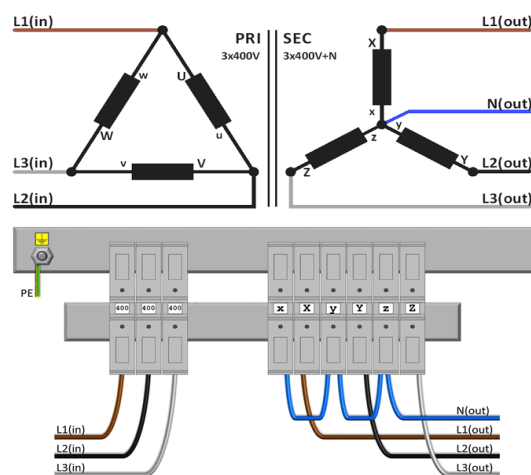 L1(in)
PRI
SEC
L1(out)
3x400V
3x400V+N
X
w
U
x
N(out)
W
u
z
y
L3(in)
v
V
Z
Y
L2(out)
L2(in)
L3(out)
PE
400
400
400
x
X
y
Y
z
Z
N(out)
L1(in)
L1(out)
L2(in)
L2(out)
L3(in)
L3(out)